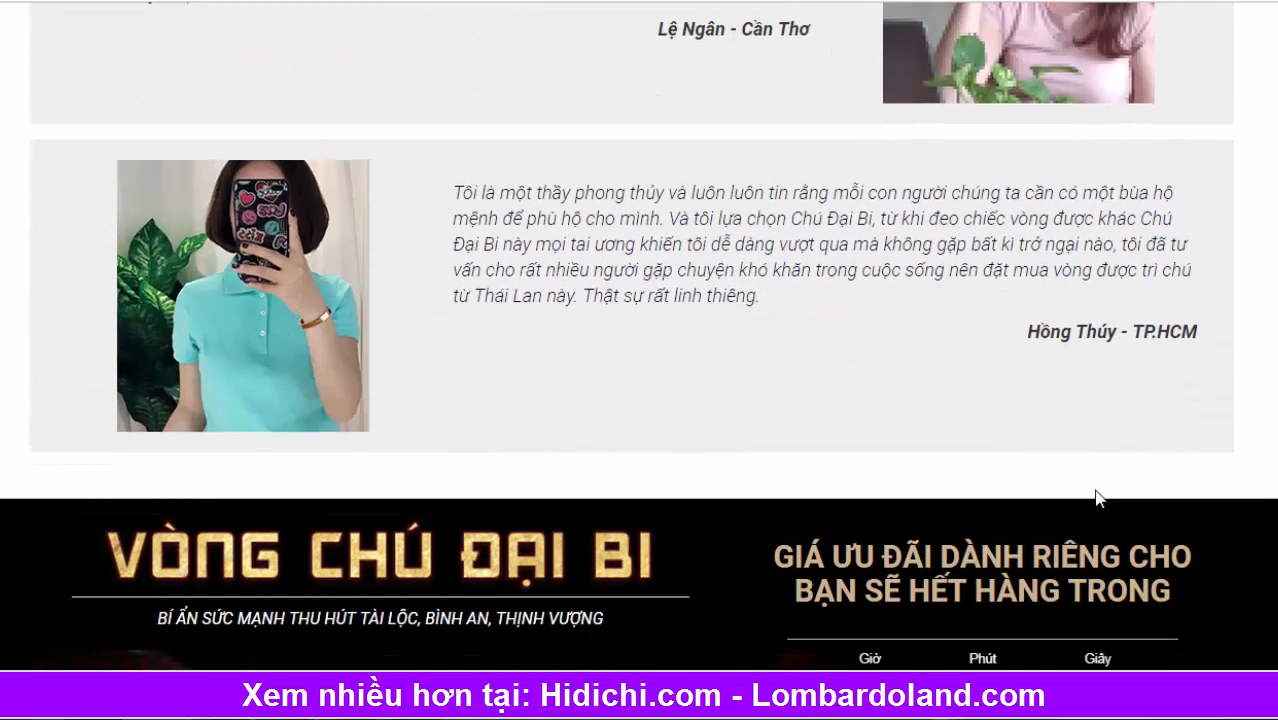 Lệ Ngân - Cần Thơ
Tôi là một thầy phong thủy và luôn luôn tin rằng mỗi con người chúng ta cần có một bùa hộ
mệnh để phù hộ cho mình. Và tôi lựa chọn Chú Đại Bi, từ khi đeo chiếc vòng được khác Chú
Đại Bi này mọi tai ương khiến tôi dễ dàng vượt qua mà không gặp bất kì trở ngại nào, tôi đã tư
vấn cho rất nhiều người gặp chuyện khó khăn trong cuộc sống nên đặt mua vòng được trì chú
từ Thái Lan này. Thật sự rất linh thiêng.
Hồng Thúy - TP.HCM
VÒNG CHÚ ĐẠI BI
BÍ ẨN SỨC MẠNH THU HÚT TÀI LỘC, BÌNH AN, THỊNH VƯỢNG
GIÁ ƯU ĐÃI DÀNH RIÊNG CHO
BẠN SẼ HẾT HÀNG TRONG
Giờ Phút Giây
Xem nhiều hơn tại: Hidichi.com - Lombardoland.com